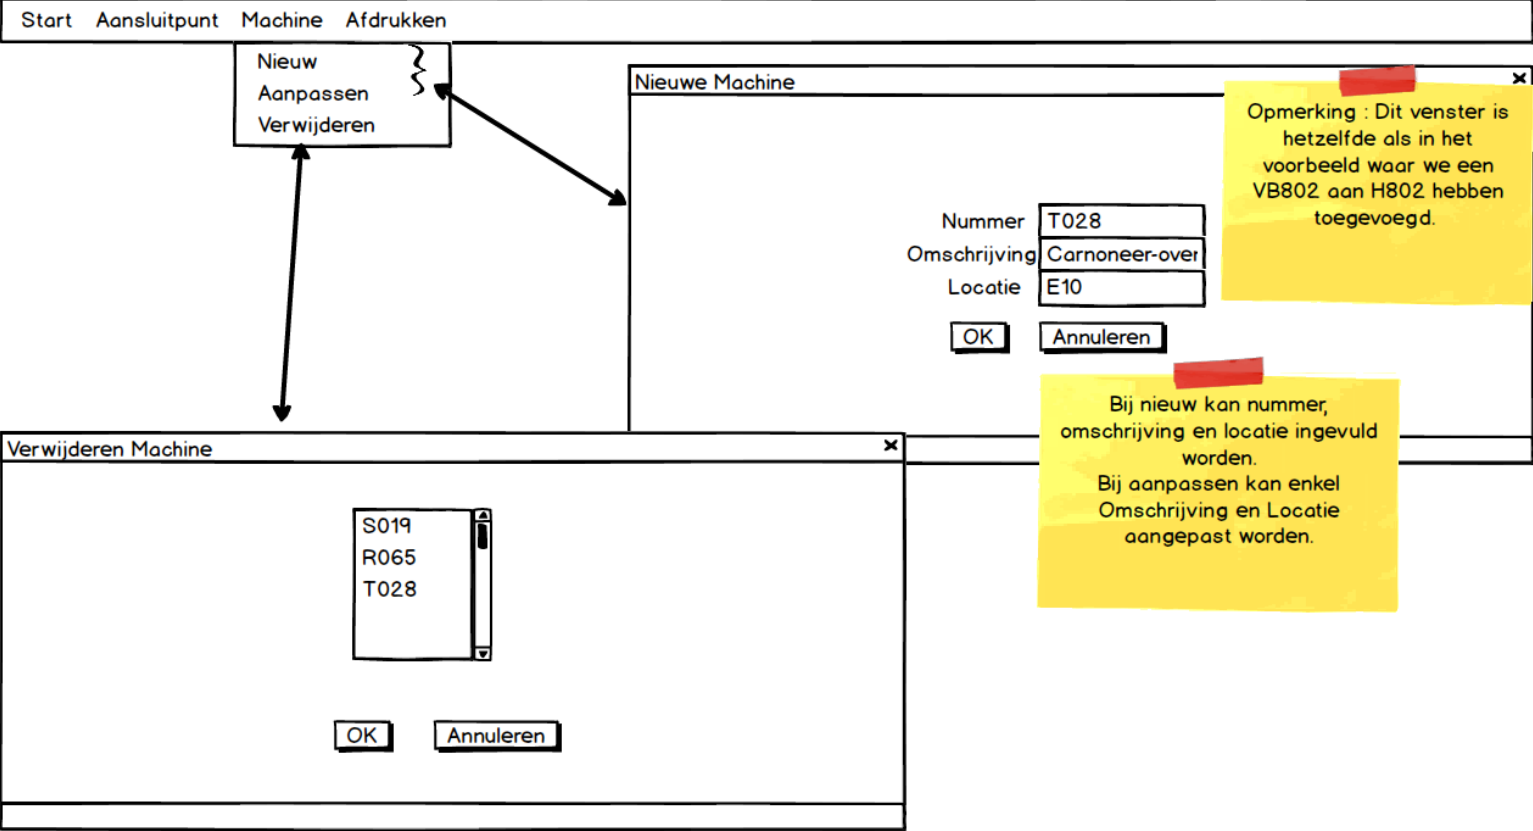 Start Aansluitpunt Machine Afdrukken
Nieuw
Aanpassen
Verwijderen
Nieuwe Machine
Opmerking : Dit venster is
hetzelfde als in het
voorbeeld waar we een
VB802 aan H802 hebben
toegevoegd.
Nummer T028
Omschrijving Carnoneer-over
Locatie E10
OK Annuleren
Bij nieuw kan nummer,
omschrijving en locatie ingevuld
worden.
Bij aanpassen kan enkel
Omschrijving en Locatie
aangepast worden.
Verwijderen Machine
S019
R065
T028
OK Annuleren